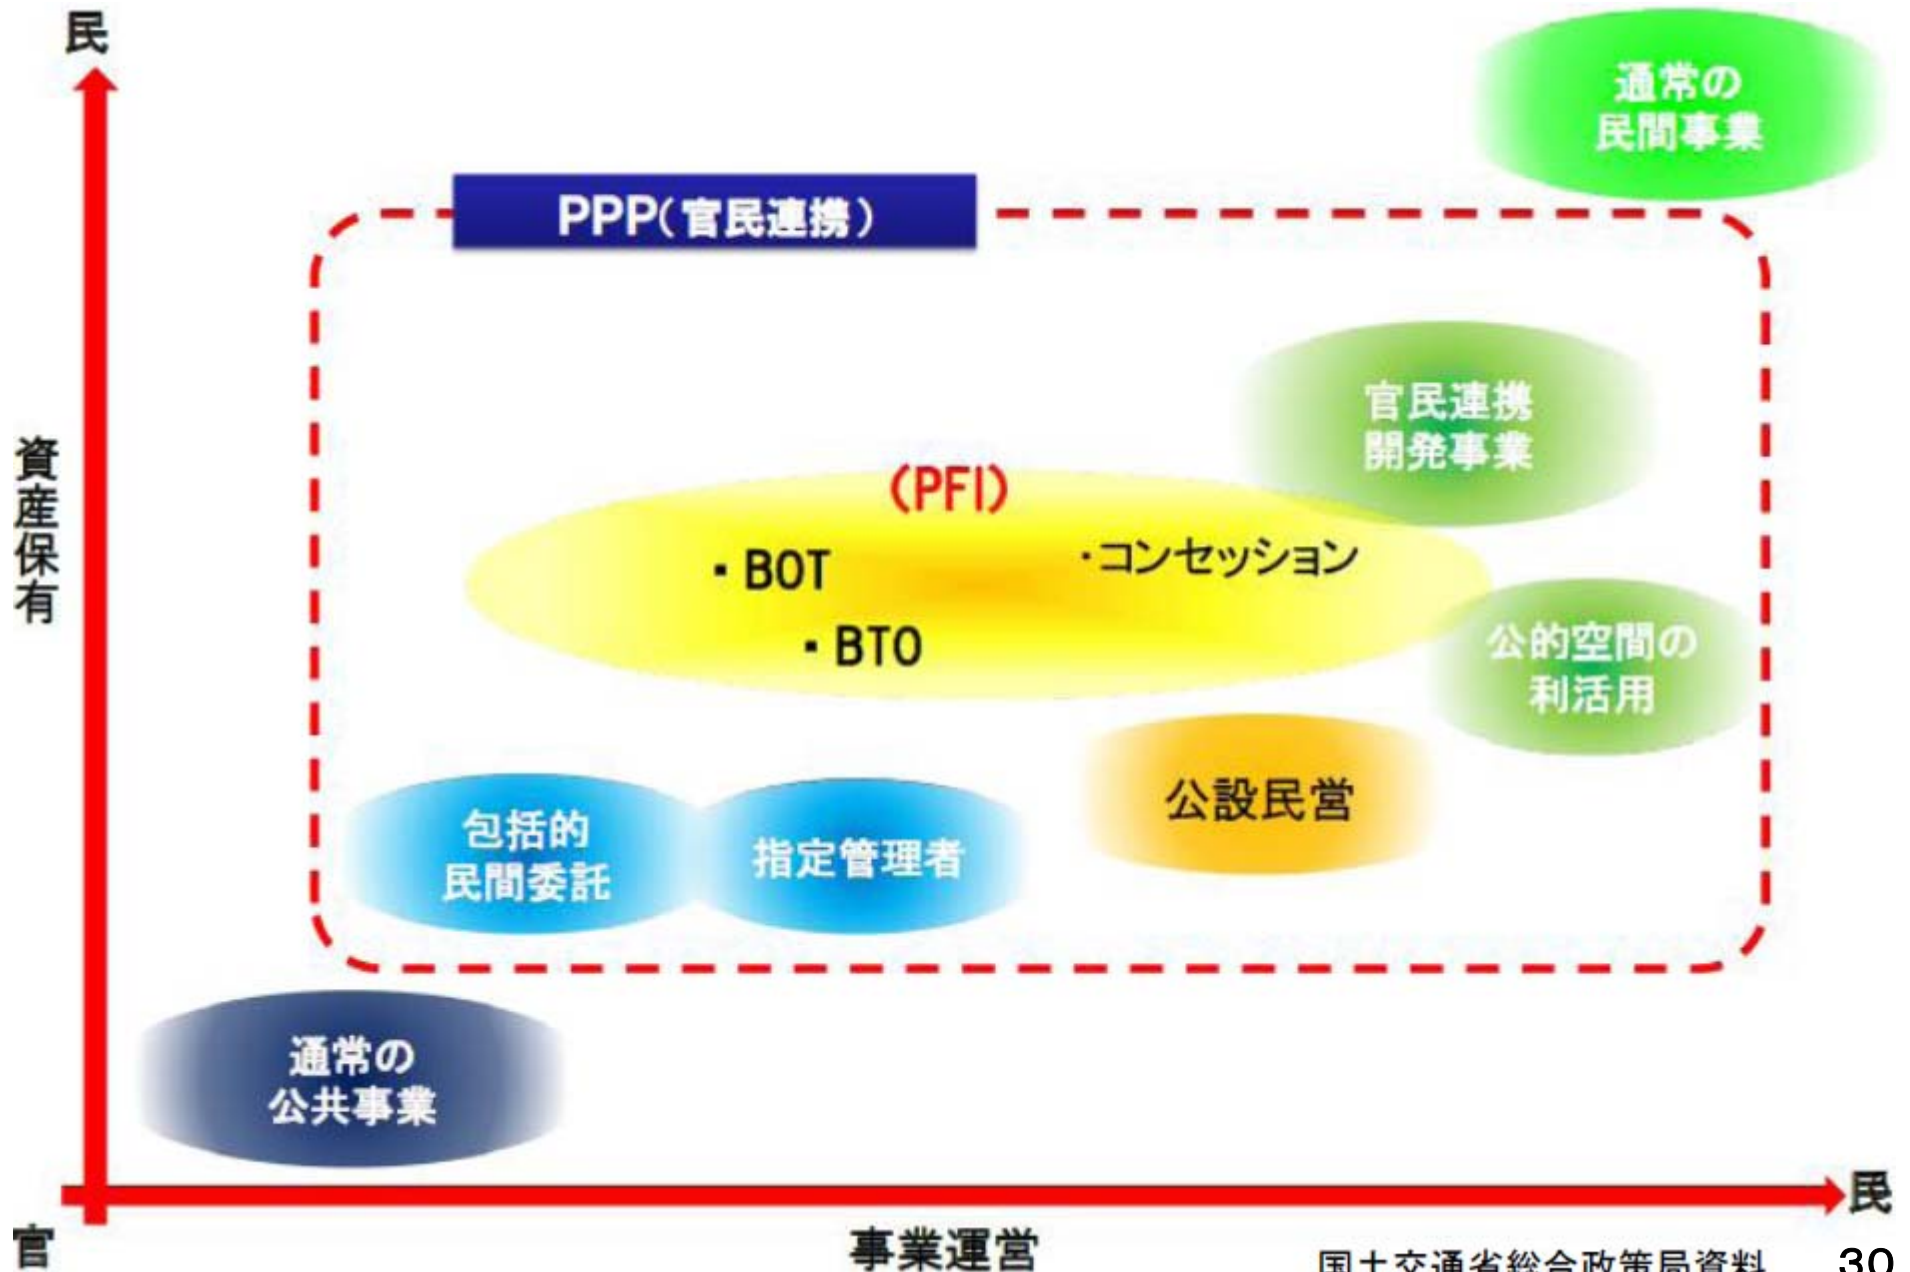 民
通常の
民間事業
PPP(官民連携)
官民連携
開発事業
資産保有
(PFI)
・BOT
・コンセッション
・BTO
公的空間の
利活用
公設民営
包括的
民間委託
指定管理者
通常の
公共事業
民
官
事業運営
国土交通省総合政策局資料
30